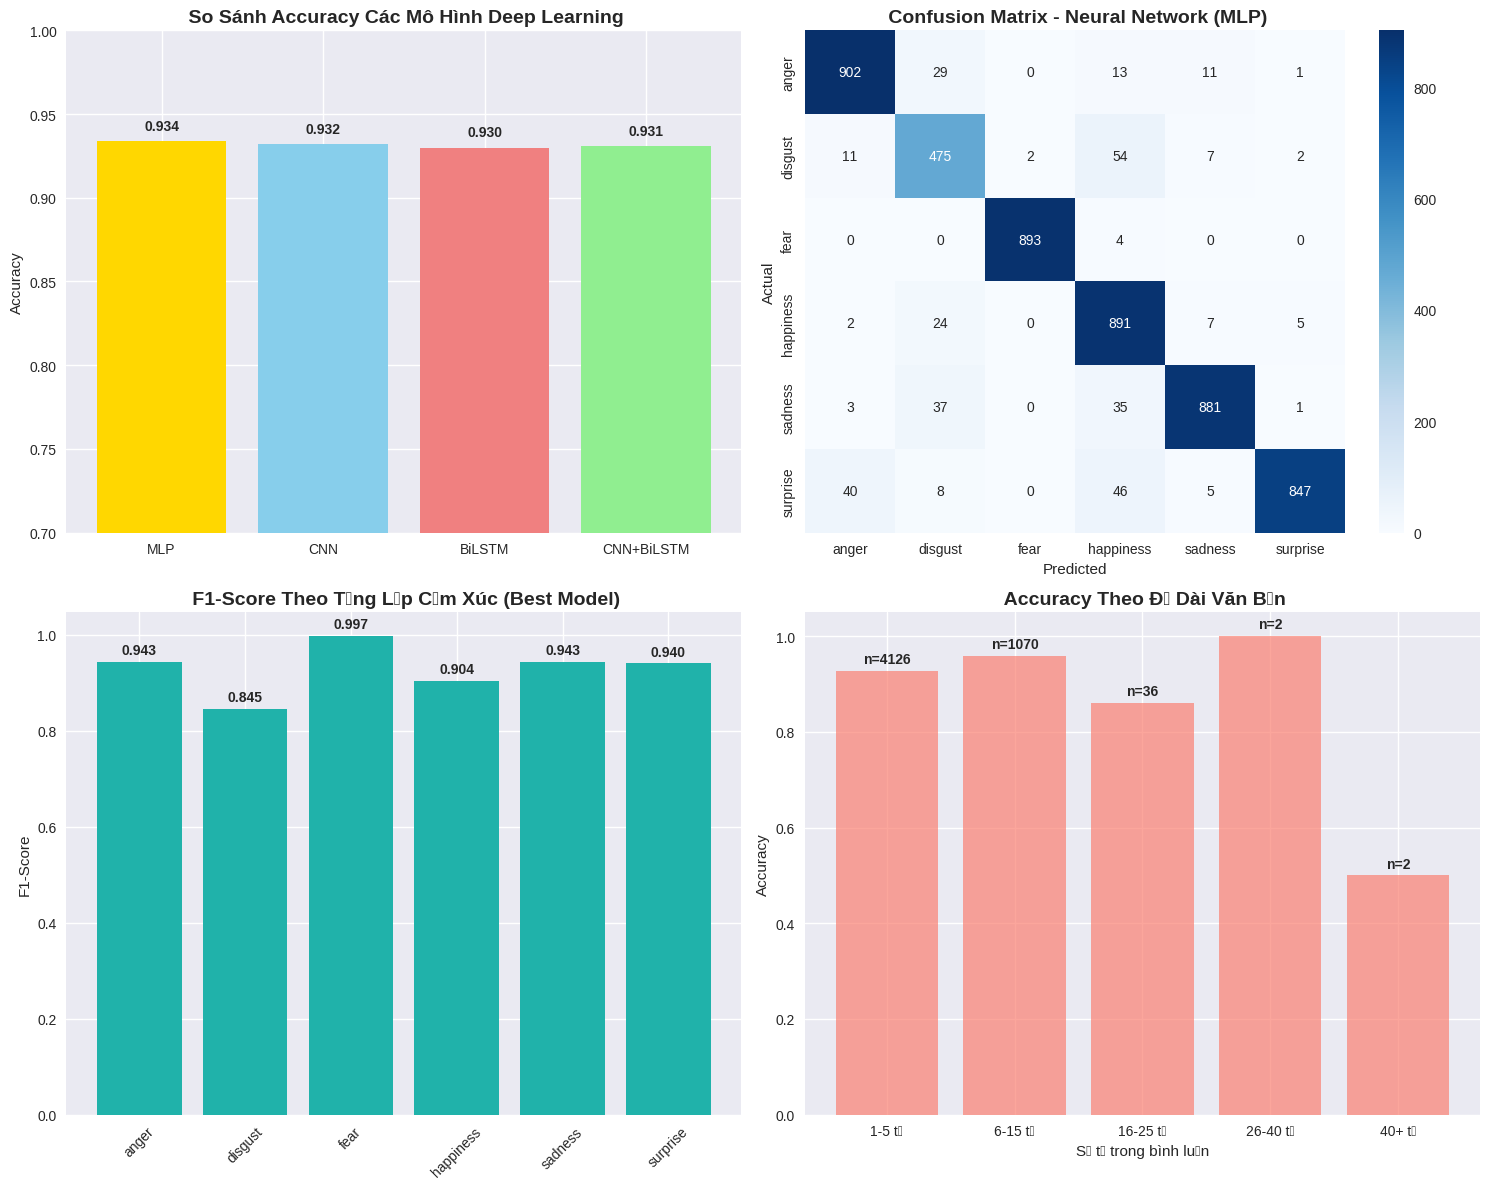 So Sánh Accuracy Các Mô Hình Deep Learning
Accuracy
1.00
0.95
0.90
0.85
0.80
0.75
0.70
0.934
0.932
0.930
0.931
MLP CNN BiLSTM CNN+BiLSTM
Confusion Matrix - Neural Network (MLP)
Actual
anger 902 29 0 13 11 1
disgust 11 475 2 54 7 2
fear 0 0 893 4 0 0
happiness 2 24 0 891 7 5
sadness 3 37 0 35 881 1
surprise 40 8 0 46 5 847
anger disgust fear happiness sadness surprise
Predicted
800
600
400
200
0
F1-Score Theo T▯ng L▯p C▯m Xúc (Best Model)
F1-Score
1.0
0.8
0.6
0.4
0.2
0.0
0.943
0.845
0.997
0.904
0.943
0.940
anger disgust fear happiness sadness surprise
Accuracy Theo Đ▯ Dài Văn B▯n
Accuracy
1.0
0.8
0.6
0.4
0.2
0.0
n=4126
n=1070
n=36
n=2
n=2
1-5 t▯ 6-15 t▯ 16-25 t▯ 26-40 t▯ 40+ t▯
S▯ t▯ trong bình lu▯n